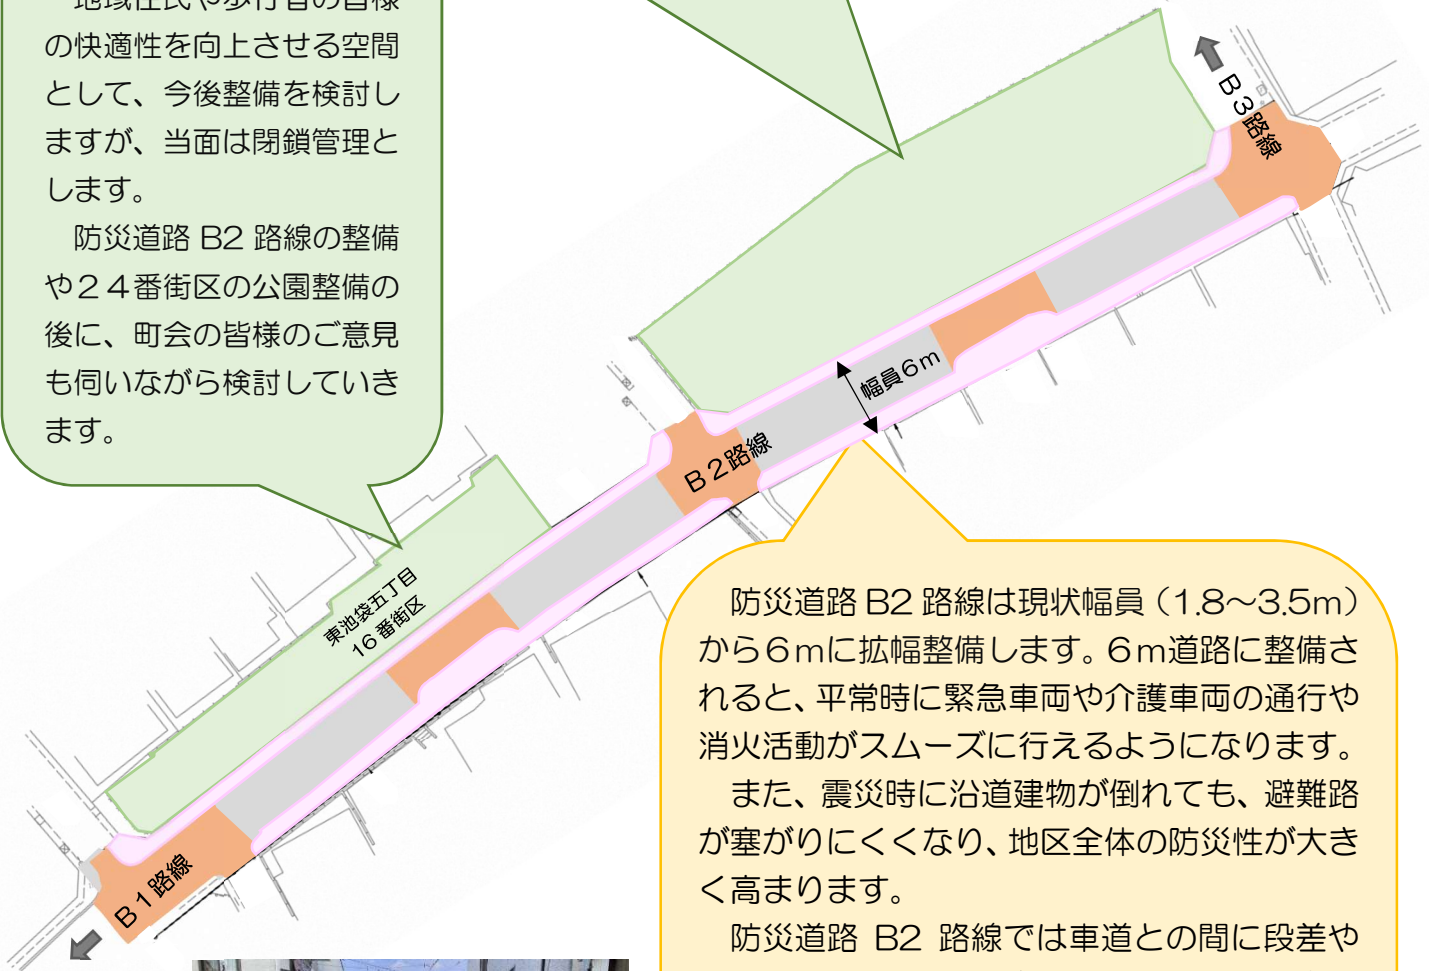 地域住民や歩行者の皆様
の快適性を向上させる空間
として、今後整備を検討し
ますが、当面は閉鎖管理と
します。
防災道路 B2 路線の整備
や２４番街区の公園整備の
後に、町会の皆様のご意見
も伺いながら検討していき
ます。
B３路線
幅員６ｍ
B２路線
東池袋五丁目
16 番街区
B１路線
防災道路 B2 路線は現状幅員（1.8～3.5ｍ）
から６ｍに拡幅整備します。６ｍ道路に整備さ
れると、平常時に緊急車両や介護車両の通行や
消火活動がスムーズに行えるようになります。
また、震災時に沿道建物が倒れても、避難路
が塞がりにくくなり、地区全体の防災性が大き
く高まります。
防災道路 B2 路線では車道との間に段差や